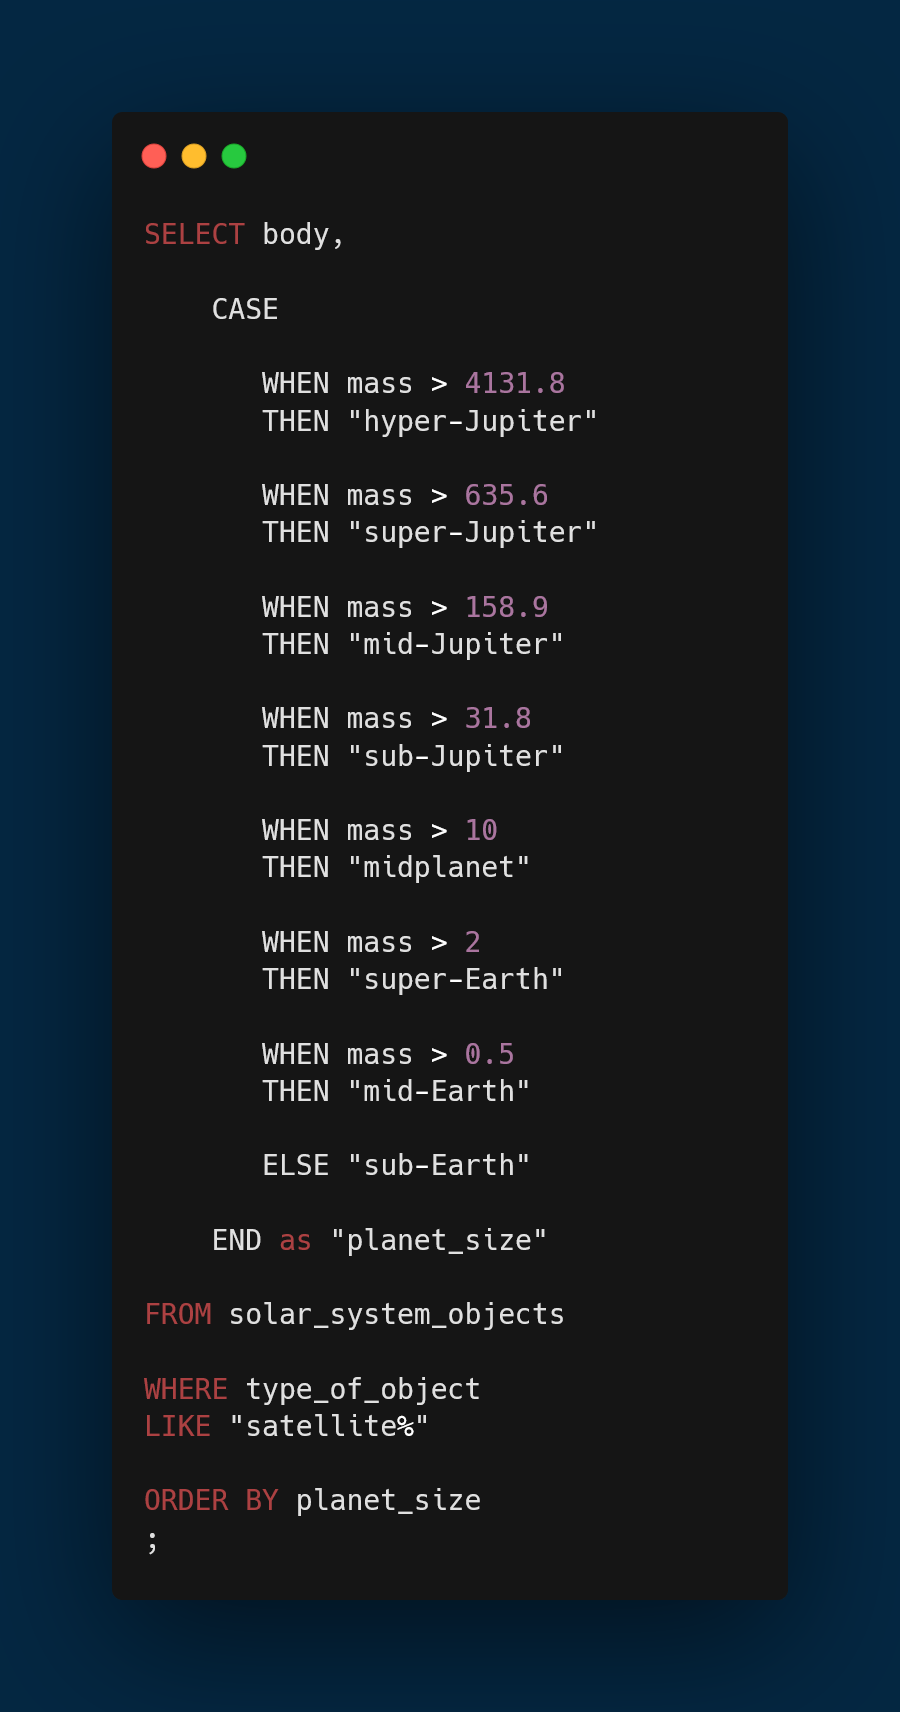 SELECT body,
CASE
WHEN mass > 4131.8
THEN "hyper-Jupiter"
WHEN mass > 635.6
THEN "super-Jupiter"
WHEN mass > 158.9
THEN "mid-Jupiter"
WHEN mass > 31.8
THEN "sub-Jupiter"
WHEN mass > 10
THEN "midplanet"
WHEN mass > 2
THEN "super-Earth"
WHEN mass > 0.5
THEN "mid-Earth"
ELSE "sub-Earth"
END as "planet_size"
FROM solar_system_objects
WHERE type_of_object
LIKE "satellite%"
ORDER BY planet_size
;